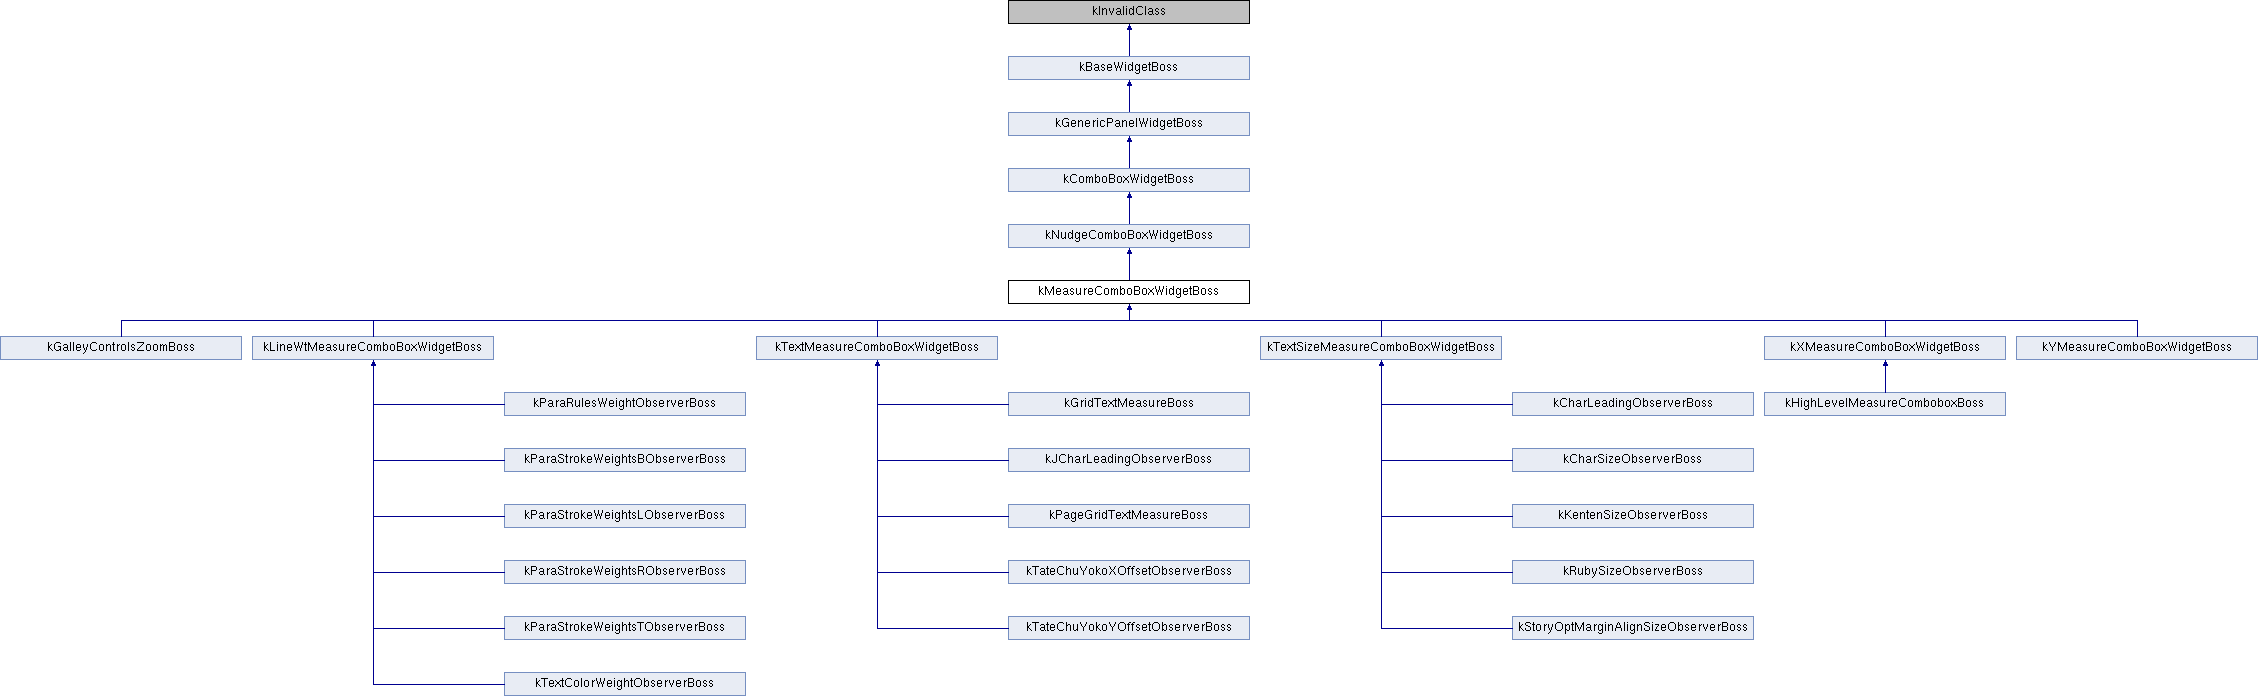 kInvalidClass
kBaseWidgetBoss
kGenericPanelWidgetBoss
kComboBoxWidgetBoss
kNudgeComboBoxWidgetBoss
kMeasureComboBoxWidgetBoss
kGalleyControlsZoomBoss kLineWtMeasureComboBoxWidgetBoss kTextMeasureComboBoxWidgetBoss kTextSizeMeasureComboBoxWidgetBoss kXMeasureComboBoxWidgetBoss kYMeasureComboBoxWidgetBoss
kParaRulesWeightObserverBoss kGridTextMeasureBoss kCharLeadingObserverBoss kHighLevelMeasureComboboxBoss
kParaStrokeWeightsBObserverBoss kJCharLeadingObserverBoss kCharSizeObserverBoss
kParaStrokeWeightsLObserverBoss kPageGridTextMeasureBoss kKentenSizeObserverBoss
kParaStrokeWeightsRObserverBoss kTateChuYokoXOffsetObserverBoss kRubySizeObserverBoss
kParaStrokeWeightsTObserverBoss kTateChuYokoYOffsetObserverBoss kStoryOptMarginAlignSizeObserverBoss
kTextColorWeightObserverBoss